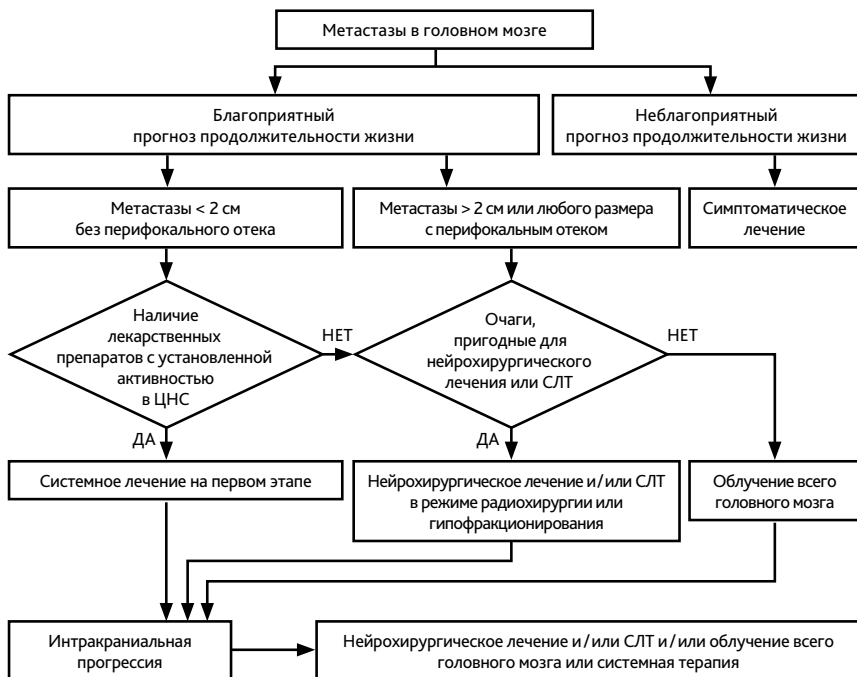 Метастазы в головном мозге
Благоприятный
прогноз продолжительности жизни
Неблагоприятный
прогноз продолжительности жизни
Метастазы < 2 см
без перифокального отека
Метастазы > 2 см или любого размера
с перифокальным отеком
Симптоматическое
лечение
Наличие
лекарственных
препаратов с установленной
активностью
в ЦНС
НЕТ
Очаги,
пригодные для
нейрохирургического
лечения или СЛТ
НЕТ
ДА
ДА
Системное лечение на первом этапе
Нейрохирургическое лечение и/или СЛТ
в режиме радиохирургии или
гипофракционирования
Облучение всего
головного мозга
Интракраниальная
прогрессия
Нейрохирургическое лечение и/или СЛТ и/или облучение всего
головного мозга или системная терапия